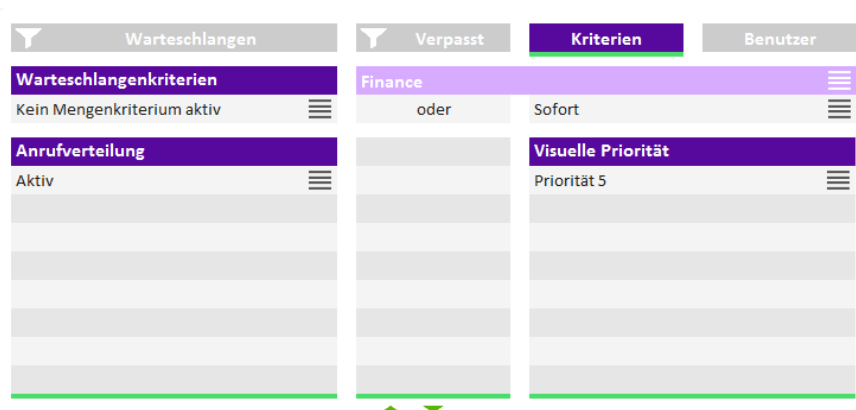 Warteschlangen Verpasst Kriterien Benutzer
Warteschlangenkriterien Finance
Kein Mengenkriterium aktiv oder Sofort
Anrufverteilung Visuelle Priorität
Aktiv Priorität 5